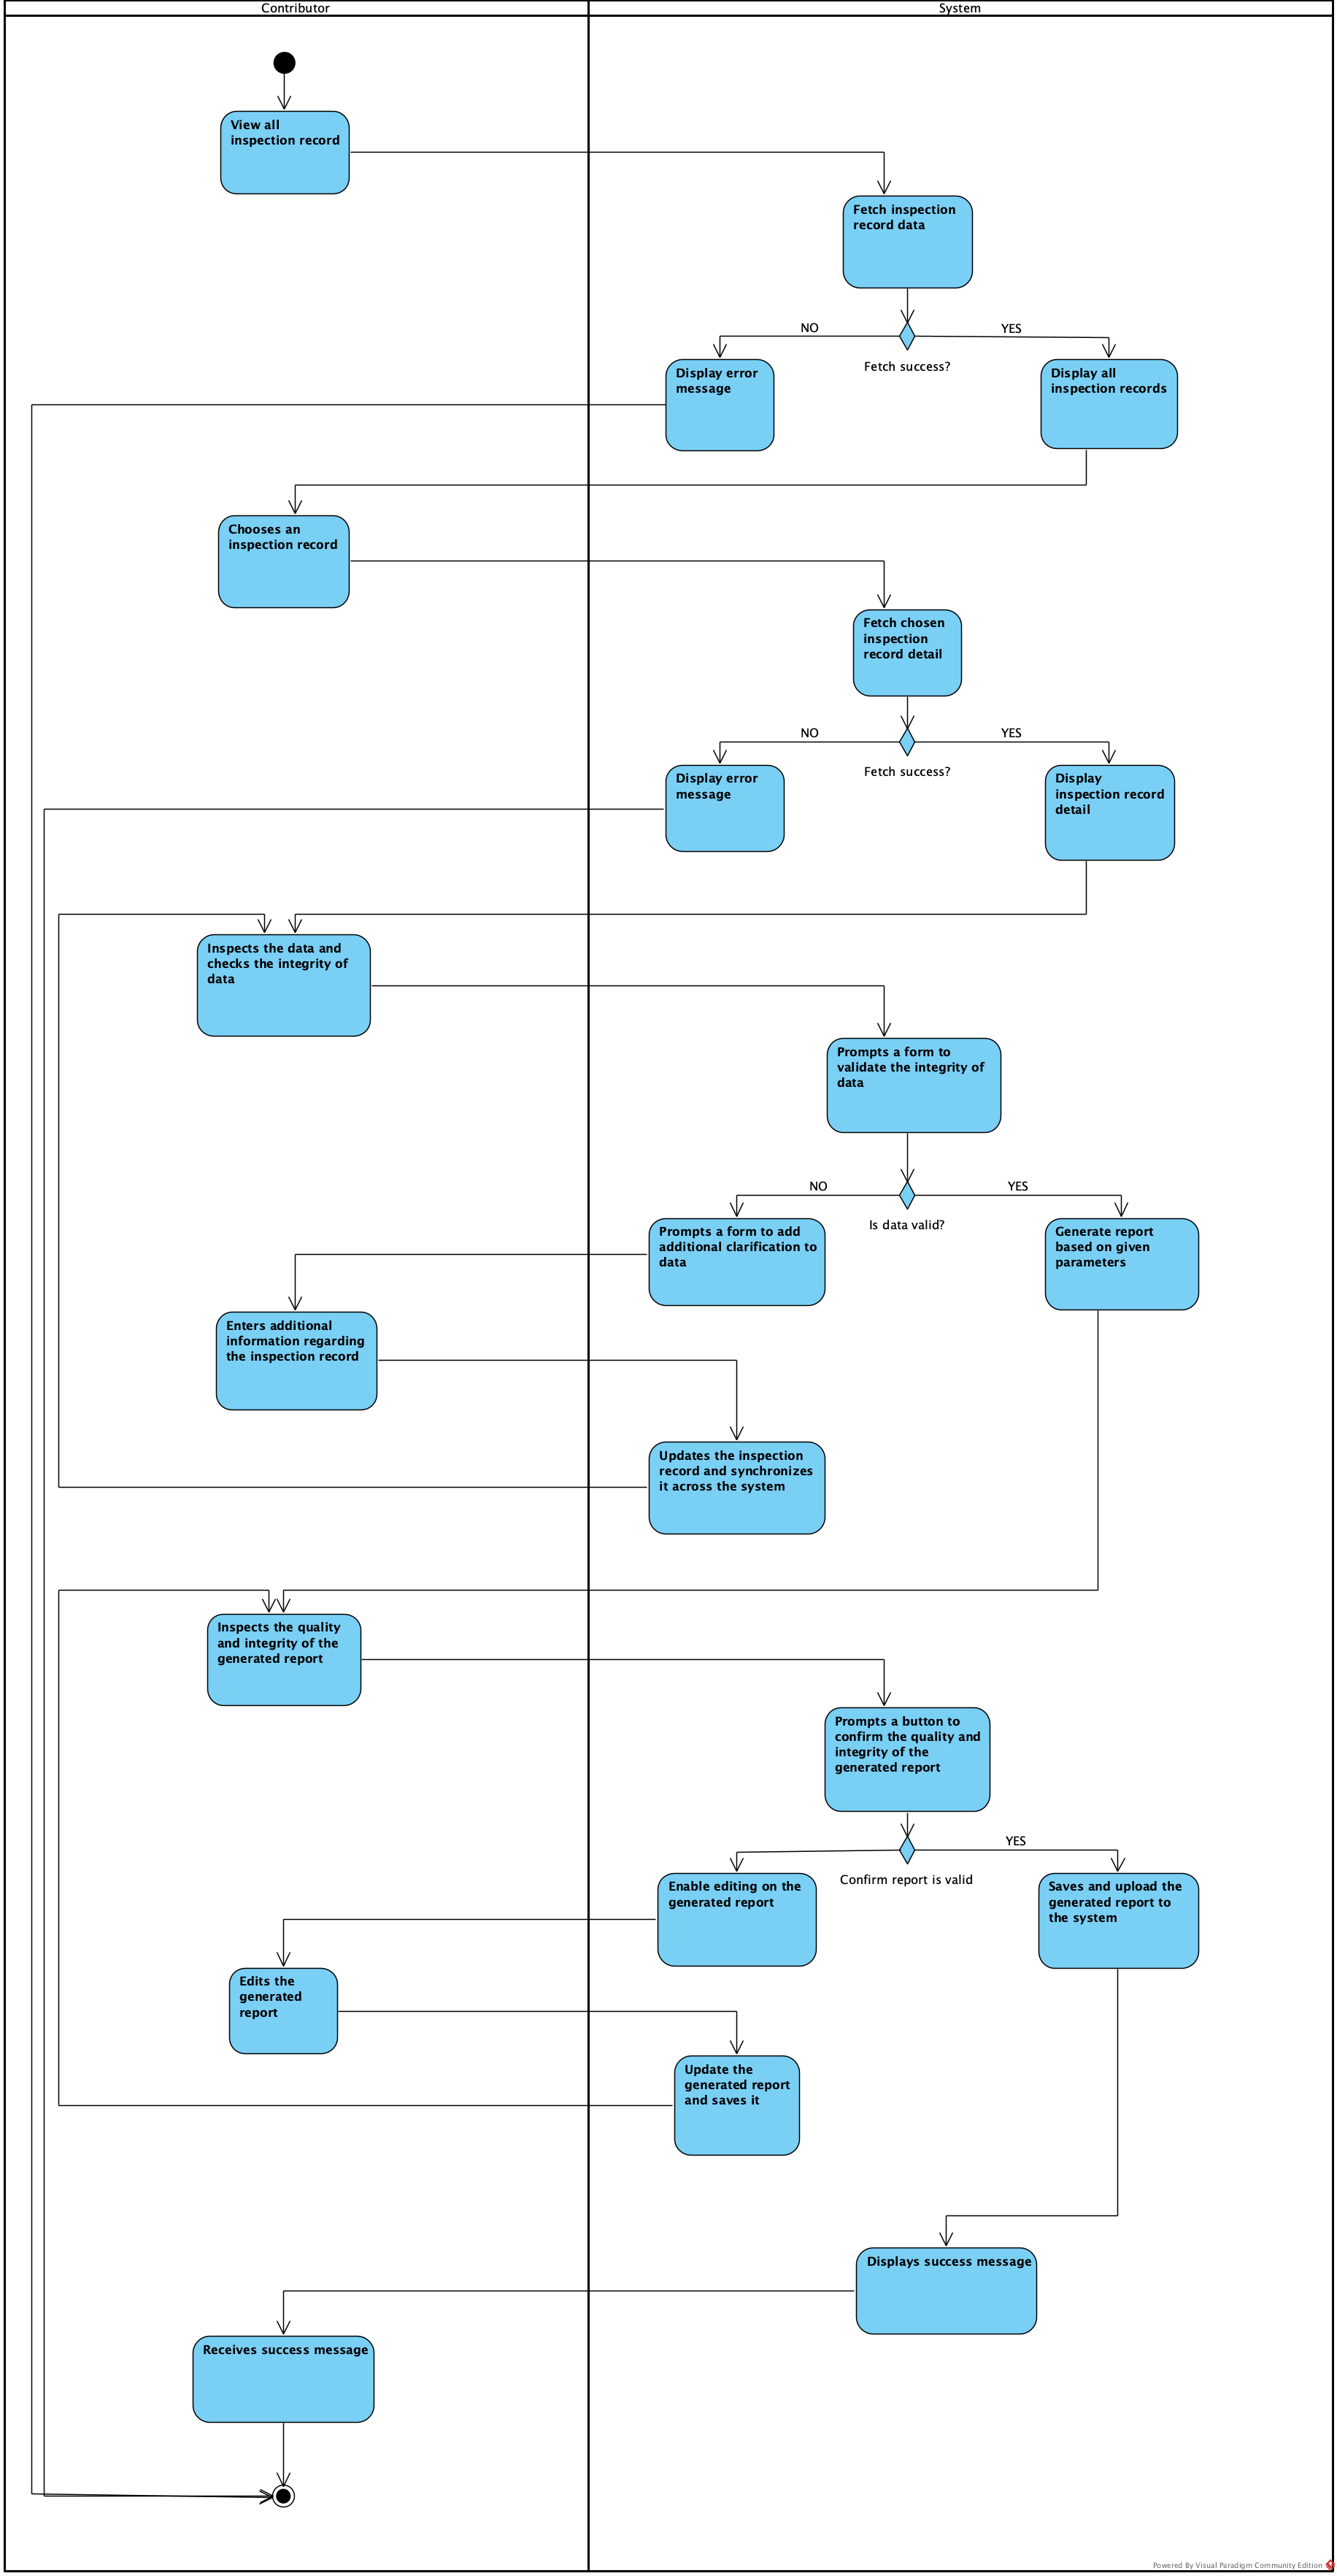 Contributor
System
View all
inspection record
Fetch inspection
record data
NO
YES
Fetch success?
Display error
message
Display all
inspection records
Chooses an
inspection record
Fetch chosen
inspection
record detail
NO
YES
Fetch success?
Display error
message
Display
inspection record
detail
Inspects the data and
checks the integrity of
data
Prompts a form to
validate the integrity of
data
NO
YES
Is data valid?
Prompts a form to add
additional clarification to
data
Generate report
based on given
parameters
Enters additional
information regarding
the inspection record
Updates the inspection
record and synchronizes
it across the system
Inspects the quality
and integrity of the
generated report
Prompts a button to
confirm the quality and
integrity of the
generated report
YES
Confirm report is valid
Enable editing on the
generated report
Saves and upload the
generated report to
the system
Edits the
generated
report
Update the
generated report
and saves it
Displays success message
Receives success message
Powered By Visual Paradigm Community Edition